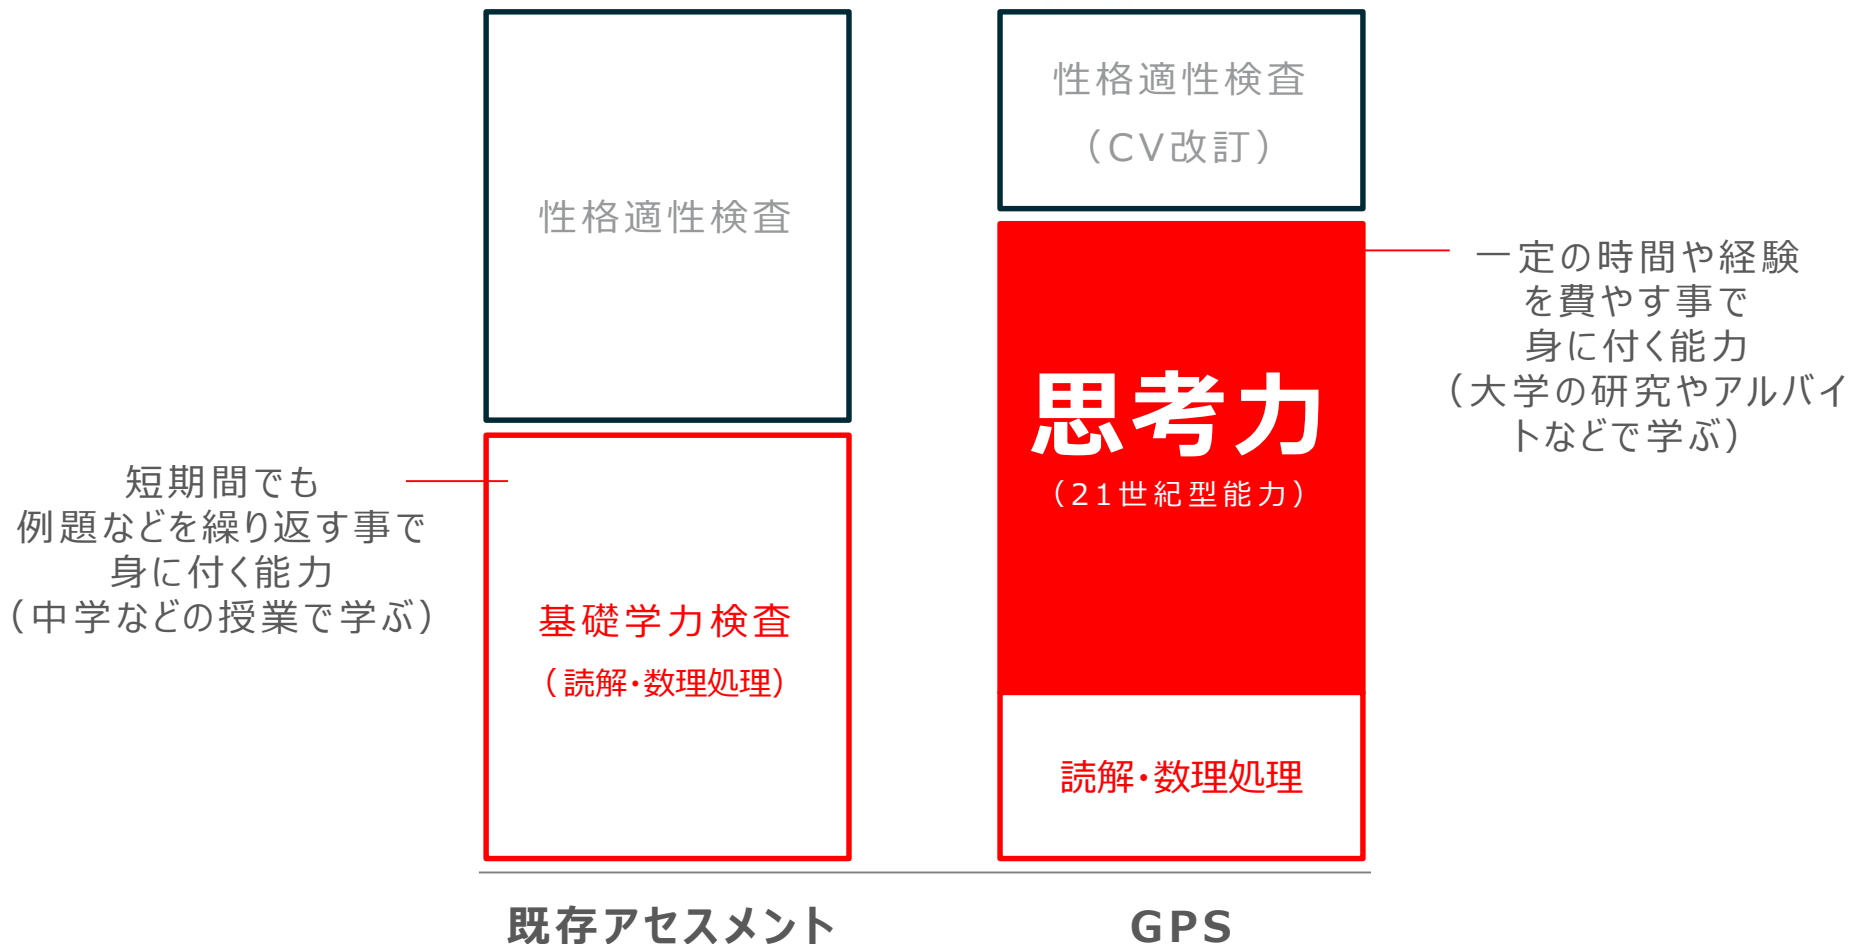 性格適性検査
基礎学力検査
（読解・数理処理）
短期間でも
例題などを繰り返す事で
身に付く能力
（中学などの授業で学ぶ）
既存アセスメント
性格適性検査
（CV改訂）
思考力
（21世紀型能力）
読解・数理処理
一定の時間や経験
を費やす事で
身に付く能力
（大学の研究やアルバイ
トなどで学ぶ）
GPS